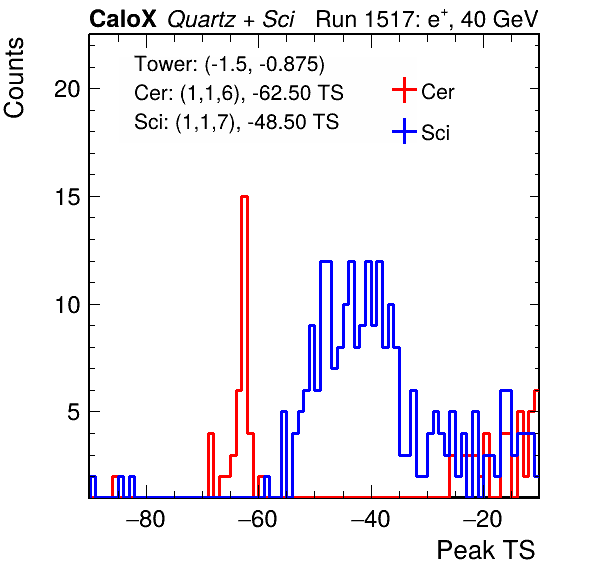 CaloX Quartz + Sci Run 1517: e+, 40 GeV
Counts
Tower: (-1.5, -0.875)
Cer: (1,1,6), -62.50 TS
Sci: (1,1,7), -48.50 TS
Cer
Sci
20
15
10
5
−80 −60 −40 −20
Peak TS